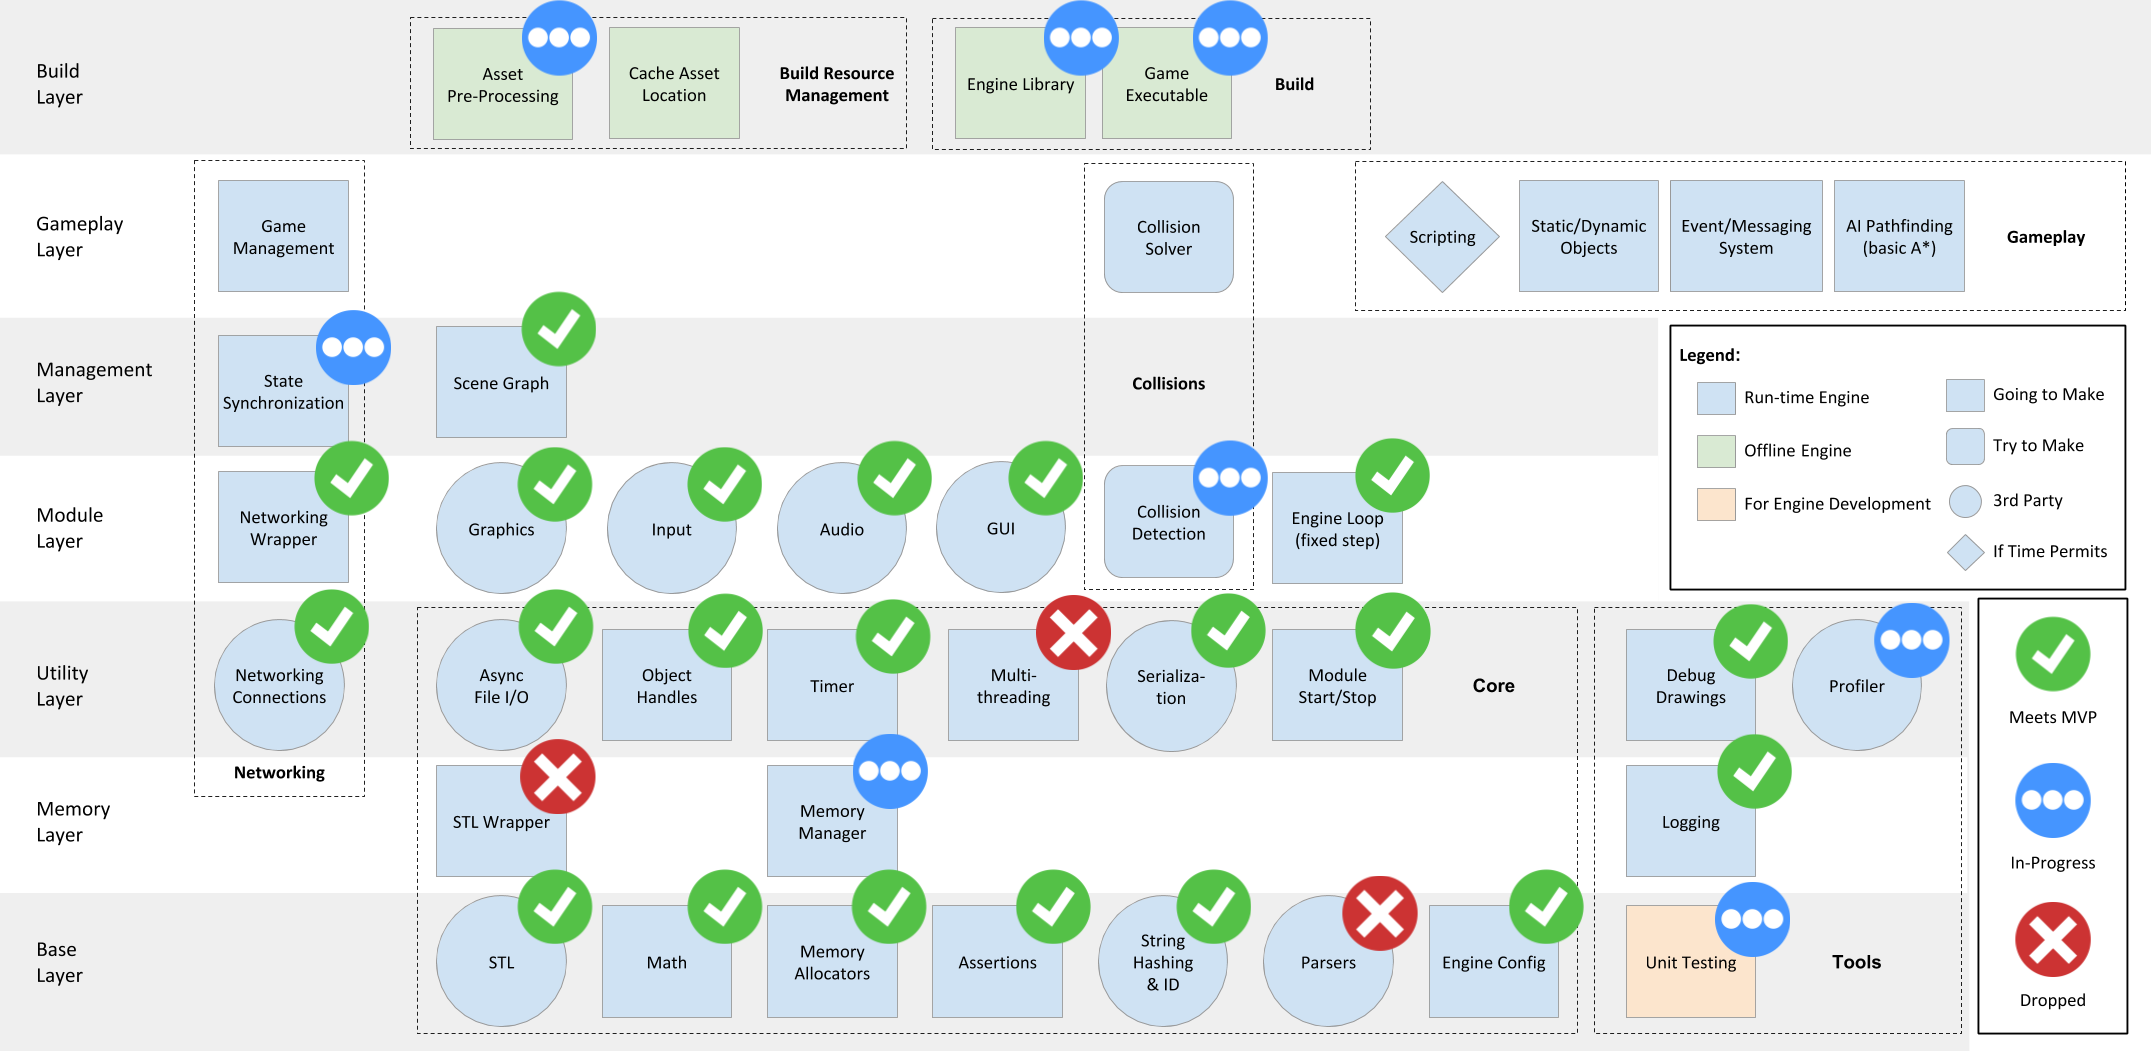 Build
Layer
Asset
Pre-Processing
Cache Asset
Location
Build Resource
Management
Engine Library
Game
Executable
Build
Gameplay
Layer
Game
Management
Collision
Solver
Scripting
Static/Dynamic
Objects
Event/Messaging
System
AI Pathfinding
(basic A*)
Gameplay
Management
Layer
State
Synchronization
Scene Graph
Collisions
Legend:
Run-time Engine
Going to Make
Offline Engine
Try to Make
For Engine Development
3rd Party
If Time Permits
Module
Layer
Networking
Wrapper
Graphics
Input
Audio
GUI
Collision
Detection
Engine Loop
(fixed step)
Utility
Layer
Networking
Connections
Async
File I/O
Object
Handles
Timer
Multi-
threading
Serializa-
tion
Module
Start/Stop
Core
Debug
Drawings
Profiler
Meets MVP
Networking
Memory
Layer
STL Wrapper
Memory
Manager
Logging
In-Progress
Base
Layer
STL
Math
Memory
Allocators
Assertions
String
Hashing
& ID
Parsers
Engine Config
Unit Testing
Tools
Dropped